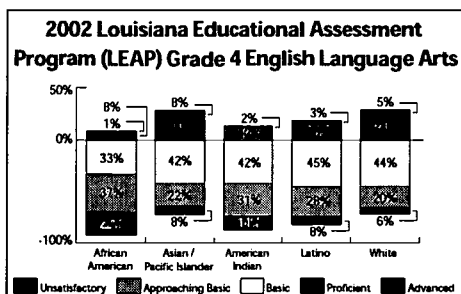 2002 Louisiana Educational Assessment
Program (LEAP) Grade 4 English Language Arts
50%
0%
-100%
8%
1%
33%
37%
8%
42%
22%
8%
2%
42%
31%
3%
45%
28%
8%
5%
44%
20%
6%
African American
Asian / Pacific Islander
American Indian
Latino
White
Unsatisfactory
Approaching Basic
Basic
Proficient
Advanced